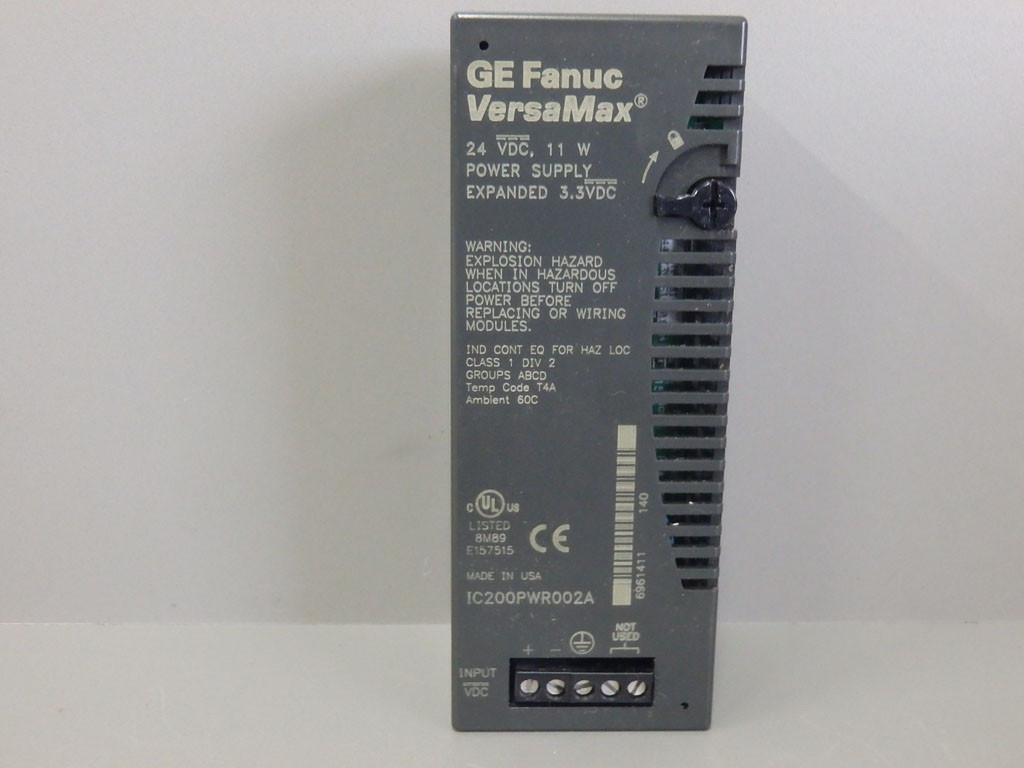 GE Fanuc
VersaMax®
24 VDC, 11 W
POWER SUPPLY
EXPANDED 3.3VDC
WARNING:
EXPLOSION HAZARD
WHEN IN HAZARDOUS
LOCATIONS TURN OFF
POWER BEFORE
REPLACING OR WIRING
MODULES.
IND CONT EQ FOR HAZ LOC
CLASS 1 DIV 2
GROUPS ABCD
Temp Code T4A
Ambient 60C
C UL US
LISTED
8M89
E157515
CE
MADE IN USA
IC200PWR002A
6961411 140
NOT
USED
+ −
INPUT
VDC